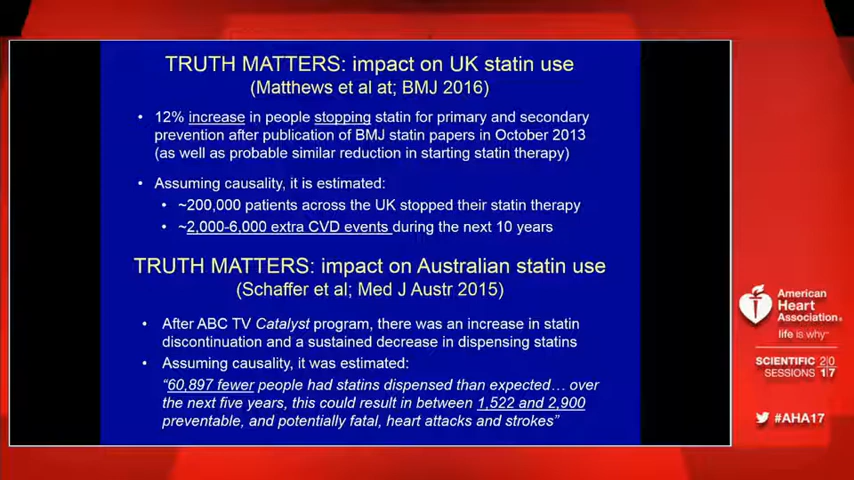 TRUTH MATTERS: impact on UK statin use
(Matthews et al at; BMJ 2016)
• 12% increase in people stopping statin for primary and secondary
prevention after publication of BMJ statin papers in October 2013
(as well as probable similar reduction in starting statin therapy)
• Assuming causality, it is estimated:
• ~200,000 patients across the UK stopped their statin therapy
• ~2,000-6,000 extra CVD events during the next 10 years
TRUTH MATTERS: impact on Australian statin use
(Schaffer et al; Med J Austr 2015)
• After ABC TV Catalyst program, there was an increase in statin
discontinuation and a sustained decrease in dispensing statins
• Assuming causality, it was estimated:
“60,897 fewer people had statins dispensed than expected… over
the next five years, this could result in between 1,522 and 2,900
preventable, and potentially fatal, heart attacks and strokes”
American
Heart
Association®
life is why™
SCIENTIFIC 20
SESSIONS 17
#AHA17